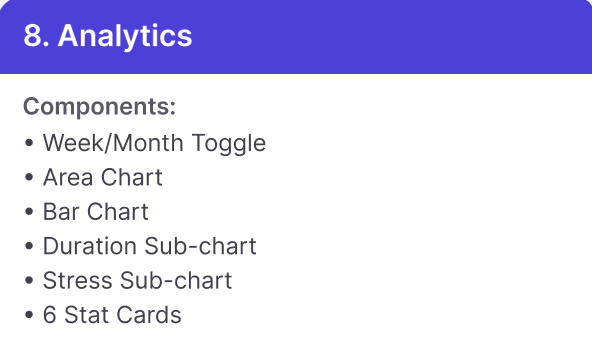 8. Analytics
Components:
• Week/Month Toggle
• Area Chart
• Bar Chart
• Duration Sub-chart
• Stress Sub-chart
• 6 Stat Cards